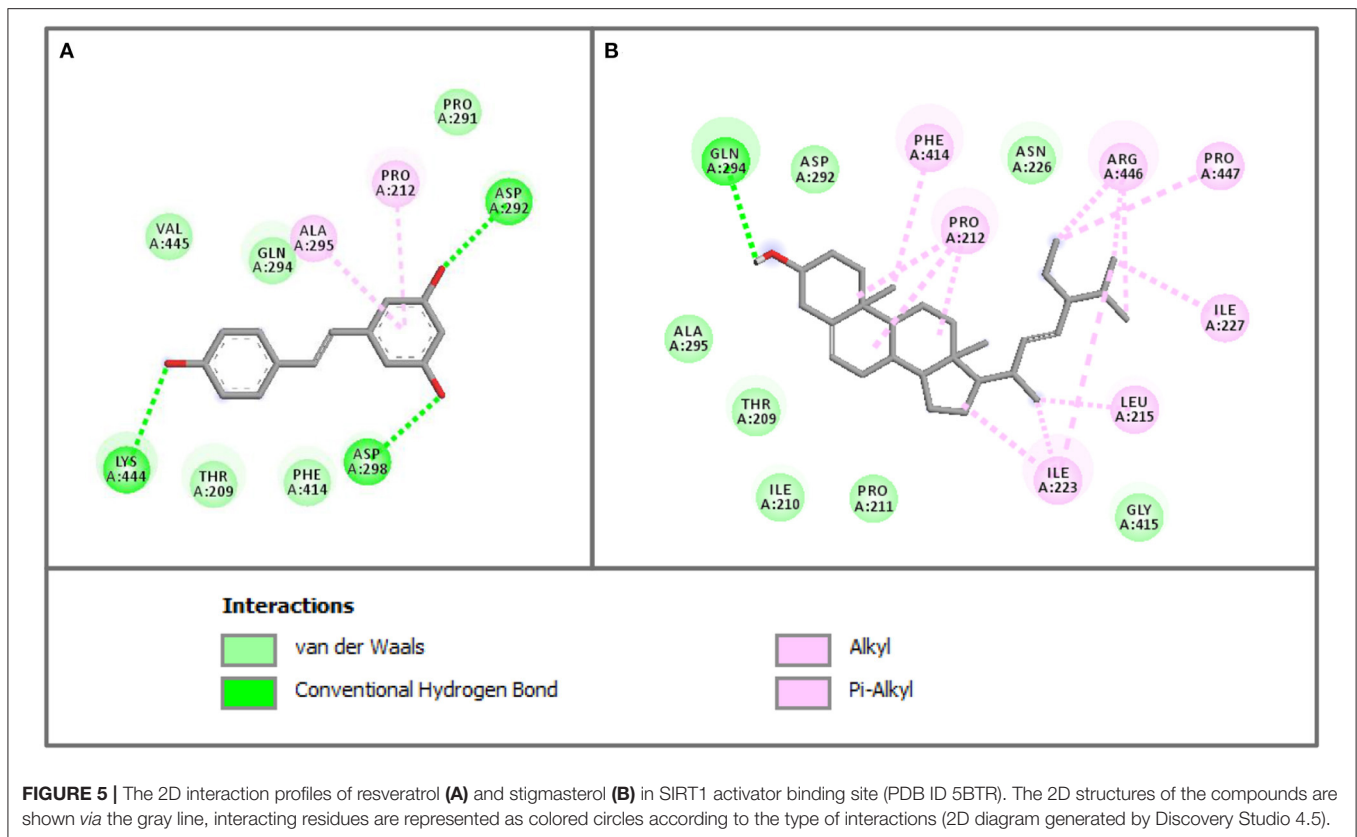 A
PRO
A:291
PRO
A:212
ASP
A:292
VAL
A:445
ALA
A:295
GLN
A:294
LYS
A:444
THR
A:209
PHE
A:414
ASP
A:298
B
GLN
A:294
ASP
A:292
PHE
A:414
ASN
A:226
ARG
A:446
PRO
A:447
PRO
A:212
ILE
A:227
ALA
A:295
THR
A:209
LEU
A:215
ILE
A:210
PRO
A:211
ILE
A:223
GLY
A:415
Interactions
van der Waals
Conventional Hydrogen Bond
Alkyl
Pi-Alkyl
FIGURE 5 | The 2D interaction profiles of resveratrol (A) and stigmasterol (B) in SIRT1 activator binding site (PDB ID 5BTR). The 2D structures of the compounds are
shown via the gray line, interacting residues are represented as colored circles according to the type of interactions (2D diagram generated by Discovery Studio 4.5).